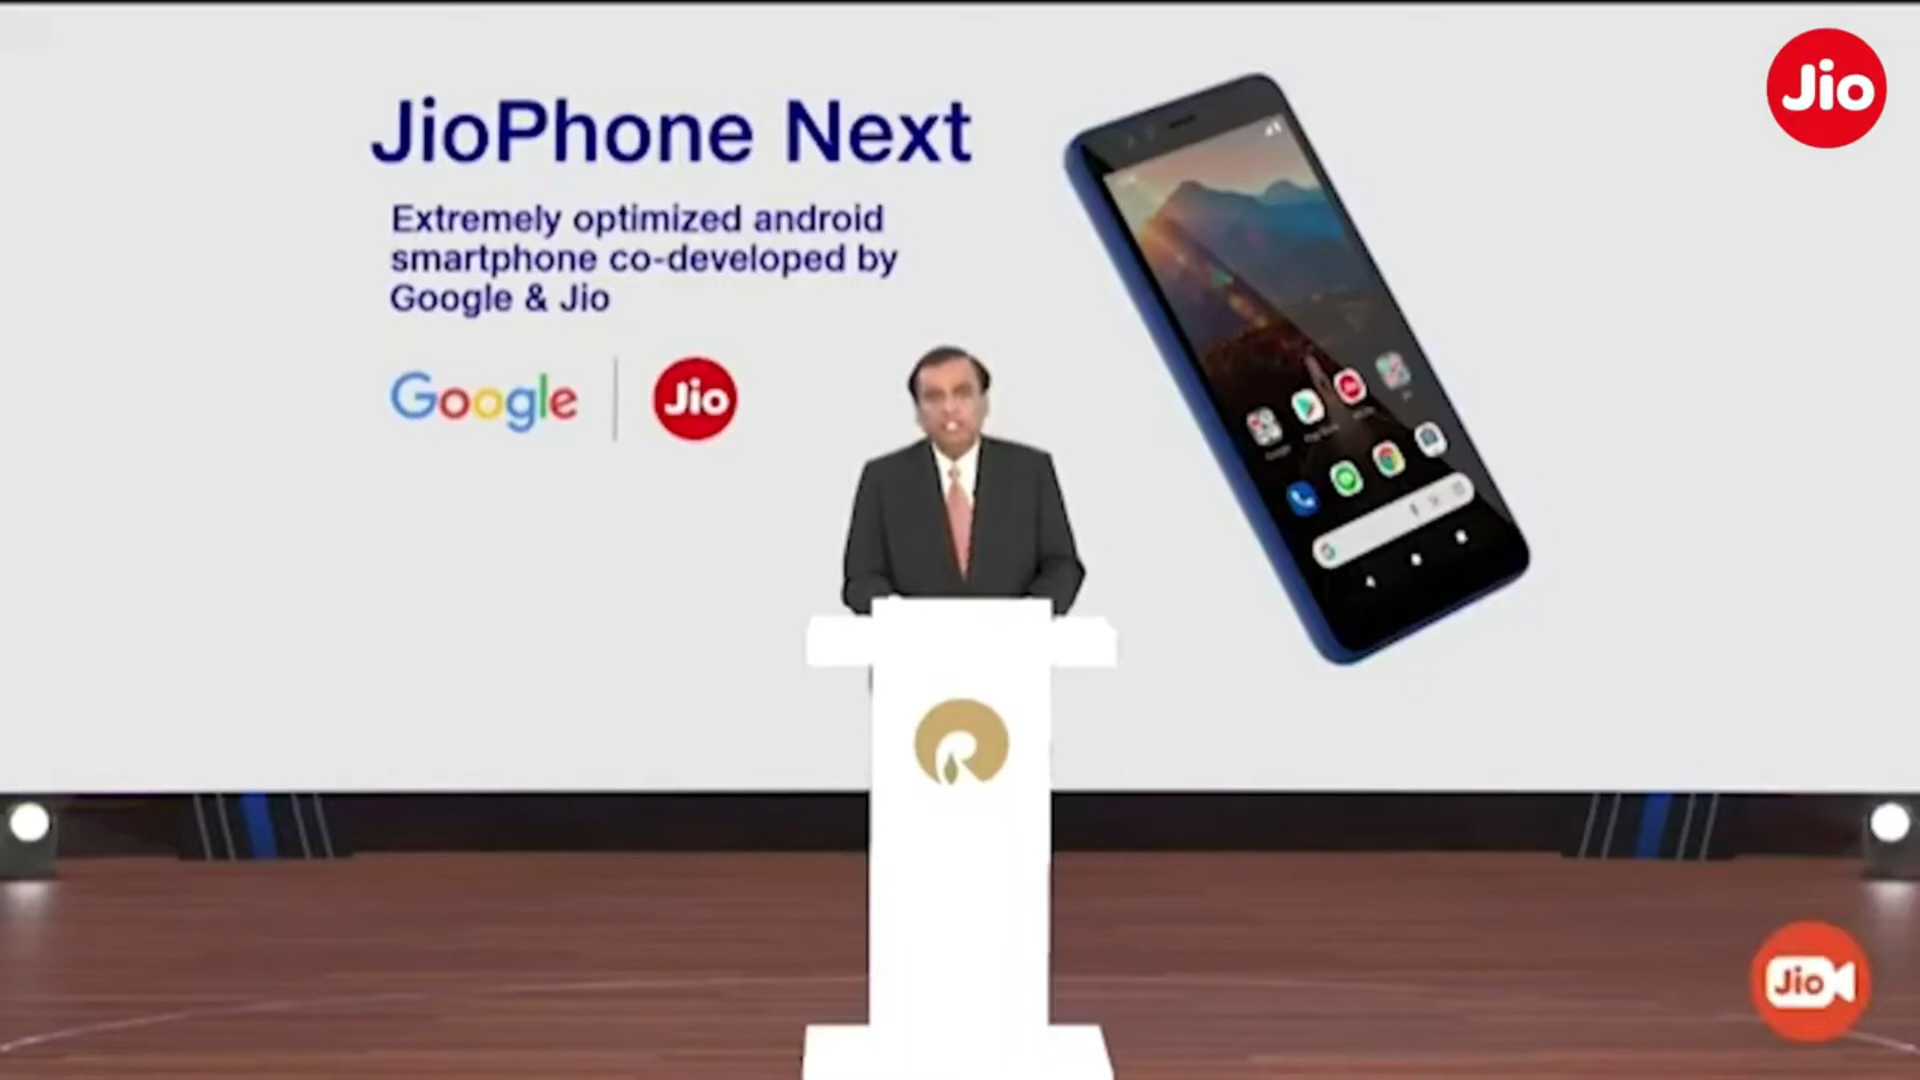 JioPhone Next
Jio
Extremely optimized android
smartphone co-developed by
Google & Jio
Google
Jio
Jio